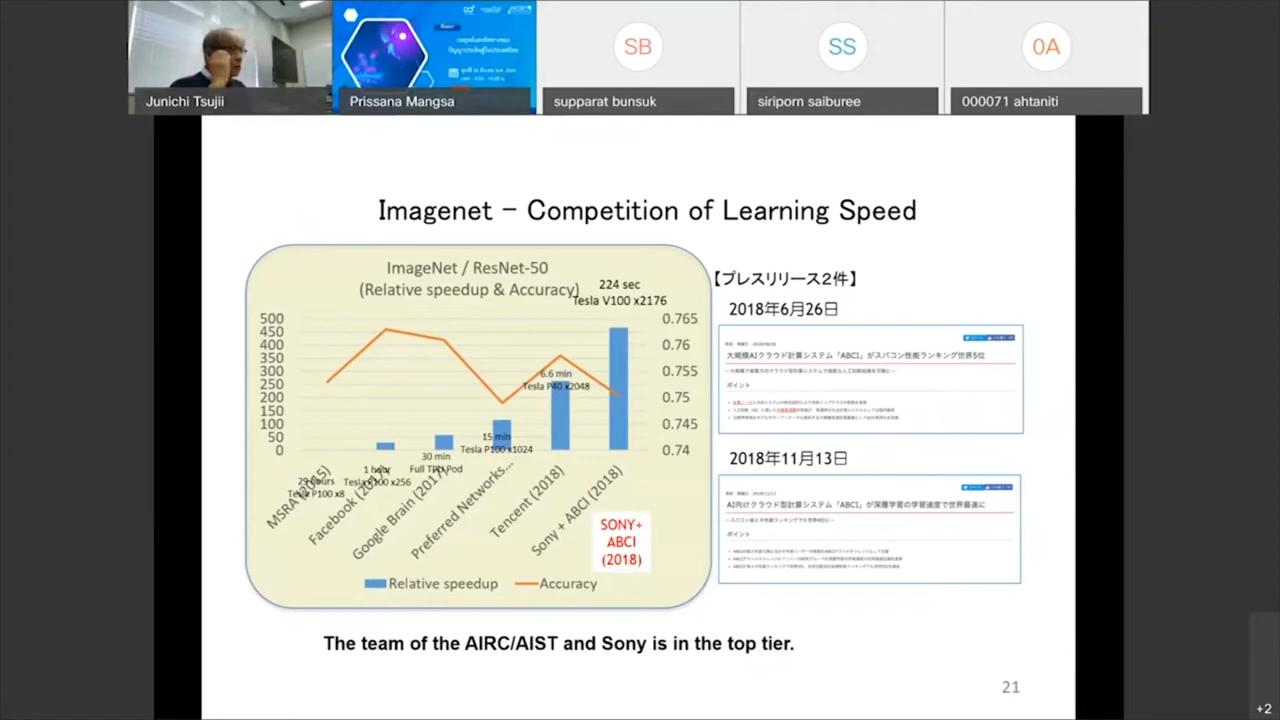 Junichi Tsujii
Prissana Mangsa
SB
supparat bunsuk
SS
siriporn saiburee
0A
000071 ahtaniti
Imagenet – Competition of Learning Speed
ImageNet / ResNet-50
(Relative speedup & Accuracy)
224 sec
Tesla V100 x2176
500
450
400
350
300
250
200
150
100
50
0
0.765
0.76
0.755
0.75
0.745
0.74
6.6 min
Tesla P40 x2048
15 min
Tesla P100 x1024
30 min
Full TPU Pod
1 hour
Tesla P100 x256
29 hours
Tesla P100 x8
MSRA (2015)
Facebook (2017)
Google Brain (2017)
Preferred Networks...
Tencent (2018)
Sony + ABCI (2018)
SONY+
ABCI
(2018)
Relative speedup
Accuracy
【プレスリリース２件】
2018年6月26日
大規模AIクラウド計算システム「ABCI」がスパコン性能ランキング世界5位
ポイント
2018年11月13日
AI向けクラウド型計算システム「ABCI」が深層学習の学習速度で世界最速に
ポイント
The team of the AIRC/AIST and Sony is in the top tier.
21
+2